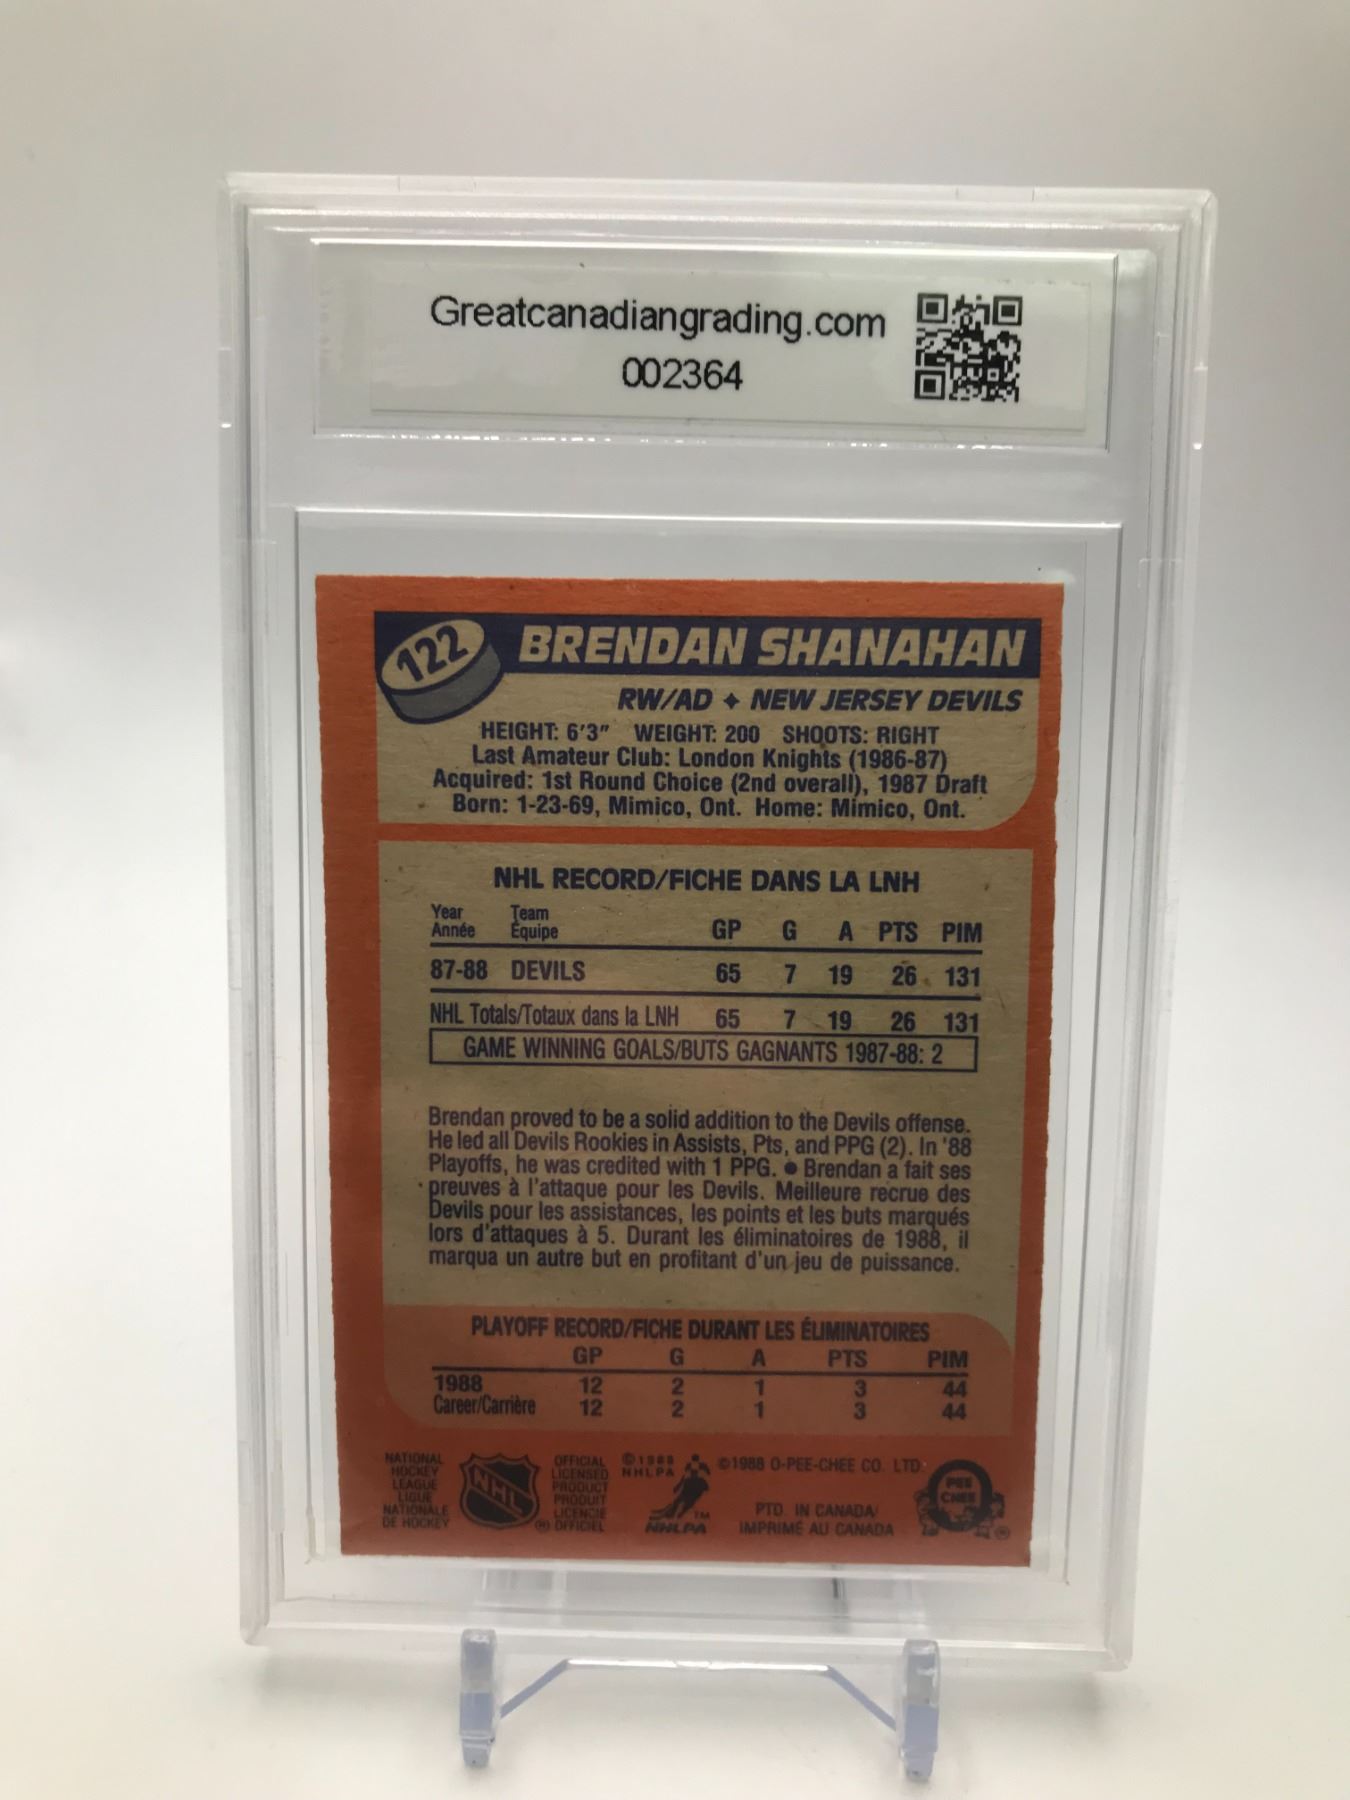 Greatcanadiangrading.com
002364
122
BRENDAN SHANAHAN
RW/AD ✦ NEW JERSEY DEVILS
HEIGHT: 6'3" WEIGHT: 200 SHOOTS: RIGHT
Last Amateur Club: London Knights (1986-87)
Acquired: 1st Round Choice (2nd overall), 1987 Draft
Born: 1-23-69, Mimico, Ont. Home: Mimico, Ont.
NHL RECORD/FICHE DANS LA LNH
Year Team
Année Équipe GP G A PTS PIM
87-88 DEVILS 65 7 19 26 131
NHL Totals/Totaux dans la LNH 65 7 19 26 131
GAME WINNING GOALS/BUTS GAGNANTS 1987-88: 2
Brendan proved to be a solid addition to the Devils offense.
He led all Devils Rookies in Assists, Pts, and PPG (2). In '88
Playoffs, he was credited with 1 PPG. ● Brendan a fait ses
preuves à l'attaque pour les Devils. Meilleure recrue des
Devils pour les assistances, les points et les buts marqués
lors d'attaques à 5. Durant les éliminatoires de 1988, il
marqua un autre but en profitant d'un jeu de puissance.
PLAYOFF RECORD/FICHE DURANT LES ÉLIMINATOIRES
GP G A PTS PIM
1988 12 2 1 3 44
Career/Carrière 12 2 1 3 44
NATIONAL
HOCKEY
LEAGUE
LIGUE
NATIONALE
DE HOCKEY
NHL
®
OFFICIAL
LICENSED
PRODUCT
PRODUIT
LICENCIE
OFFICIEL
©1988
NHLPA
TM
NHLPA
©1988 O-PEE-CHEE CO. LTD.
PTD. IN CANADA/
IMPRIMÉ AU CANADA
O
PEE
CHEE
®